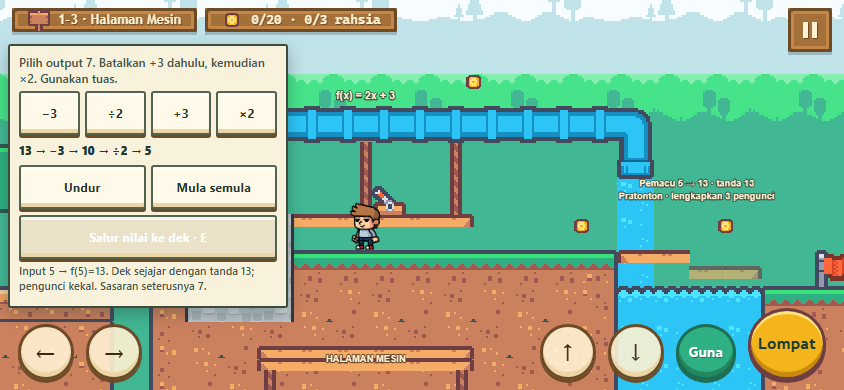 1-3 · Halaman Mesin
0/20 · 0/3 rahsia
Pilih output 7. Batalkan +3 dahulu, kemudian
×2. Gunakan tuas.
−3
÷2
+3
×2
13 → −3 → 10 → ÷2 → 5
Undur
Mula semula
Salur nilai ke dek · E
Input 5 → f(5)=13. Dek sejajar dengan tanda 13;
pengunci kekal. Sasaran seterusnya 7.
f(x) = 2x + 3
Pemacu 5 → 13 · tanda 13
Pratonton · lengkapkan 3 pengunci
HALAMAN MESIN
←
→
↑
↓
Guna
Lompat